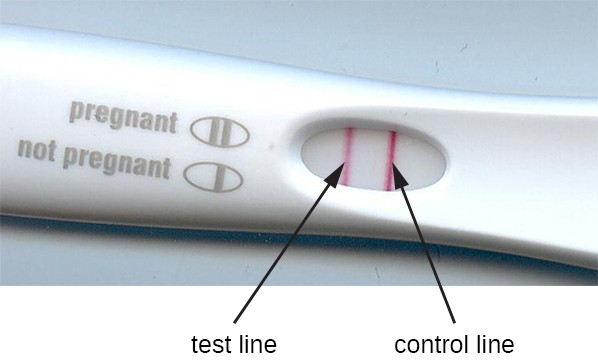 pregnant
not pregnant
test line
control line